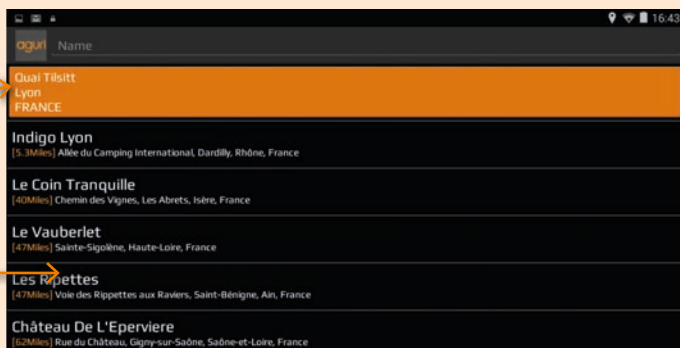 16:43
aguri Name
Quai Tilsitt
Lyon
FRANCE
Indigo Lyon
[5.3Miles] Allée du Camping International, Dardilly, Rhône, France
Le Coin Tranquille
[40Miles] Chemin des Vignes, Les Abrets, Isère, France
Le Vauberlet
[47Miles] Sainte-Sigolène, Haute-Loire, France
Les Ripettes
[47Miles] Voie des Rippettes aux Raviers, Saint-Bénigne, Ain, France
Château De L'Eperviere
[62Miles] Rue du Château, Gigny-sur-Saône, Saône-et-Loire, France